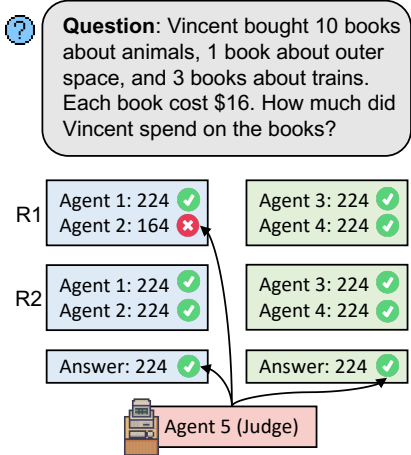 Question: Vincent bought 10 books
about animals, 1 book about outer
space, and 3 books about trains.
Each book cost $16. How much did
Vincent spend on the books?
R1
Agent 1: 224
Agent 2: 164
Agent 3: 224
Agent 4: 224
R2
Agent 1: 224
Agent 2: 224
Agent 3: 224
Agent 4: 224
Answer: 224
Answer: 224
Agent 5 (Judge)